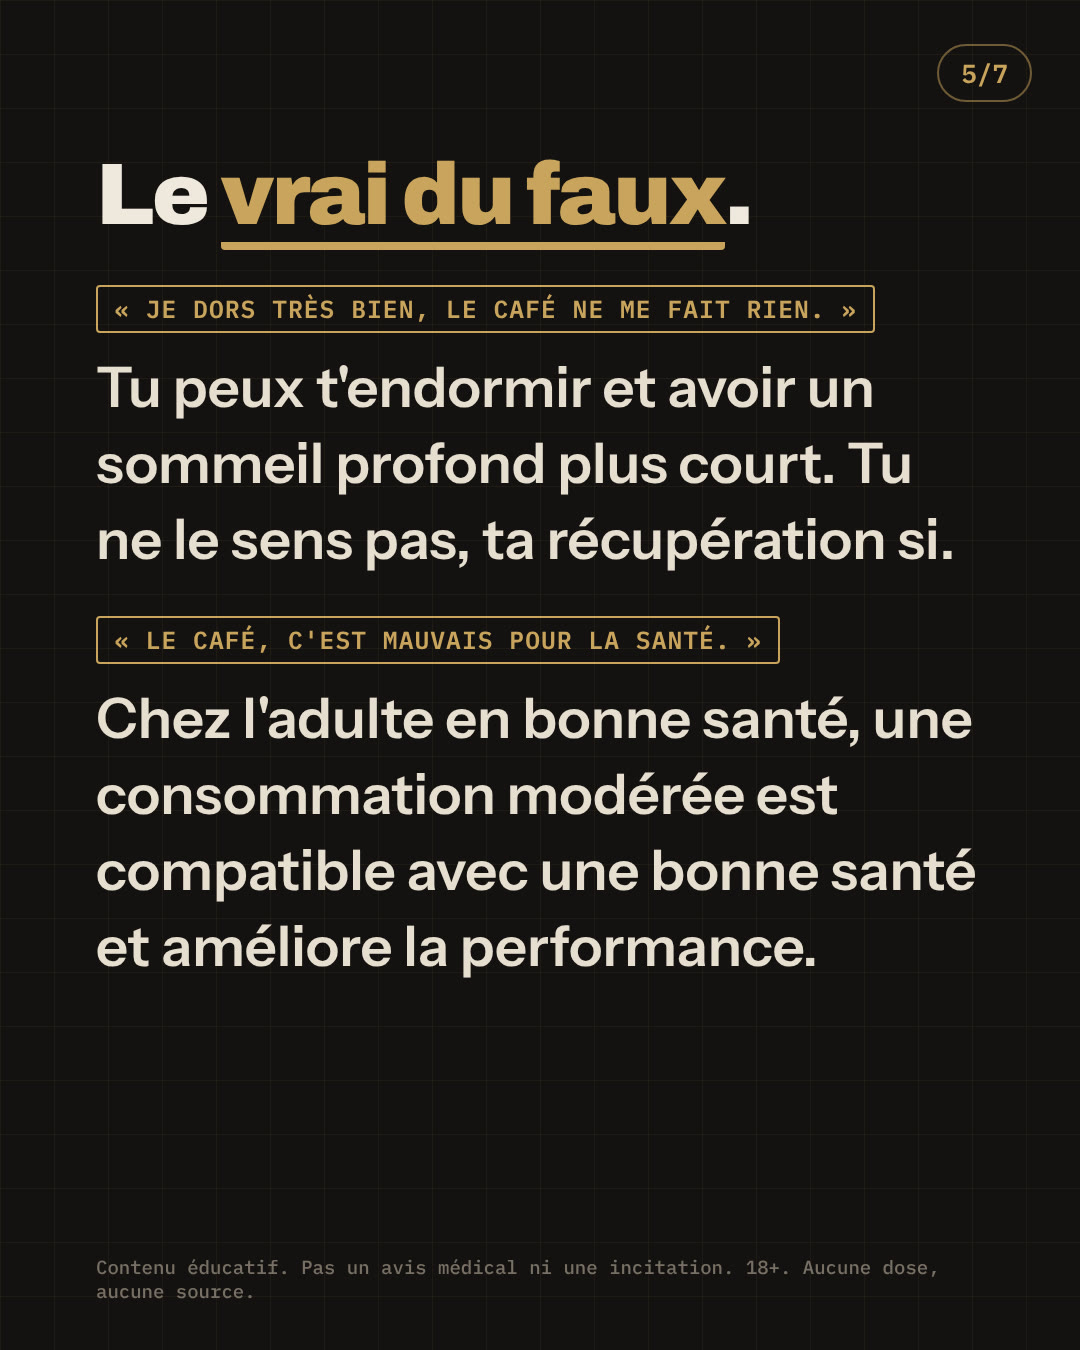 5/7
Le vrai du faux.
« JE DORS TRÈS BIEN, LE CAFÉ NE ME FAIT RIEN. »
Tu peux t'endormir et avoir un
sommeil profond plus court. Tu
ne le sens pas, ta récupération si.
« LE CAFÉ, C'EST MAUVAIS POUR LA SANTÉ. »
Chez l'adulte en bonne santé, une
consommation modérée est
compatible avec une bonne santé
et améliore la performance.
Contenu éducatif. Pas un avis médical ni une incitation. 18+. Aucune dose,
aucune source.